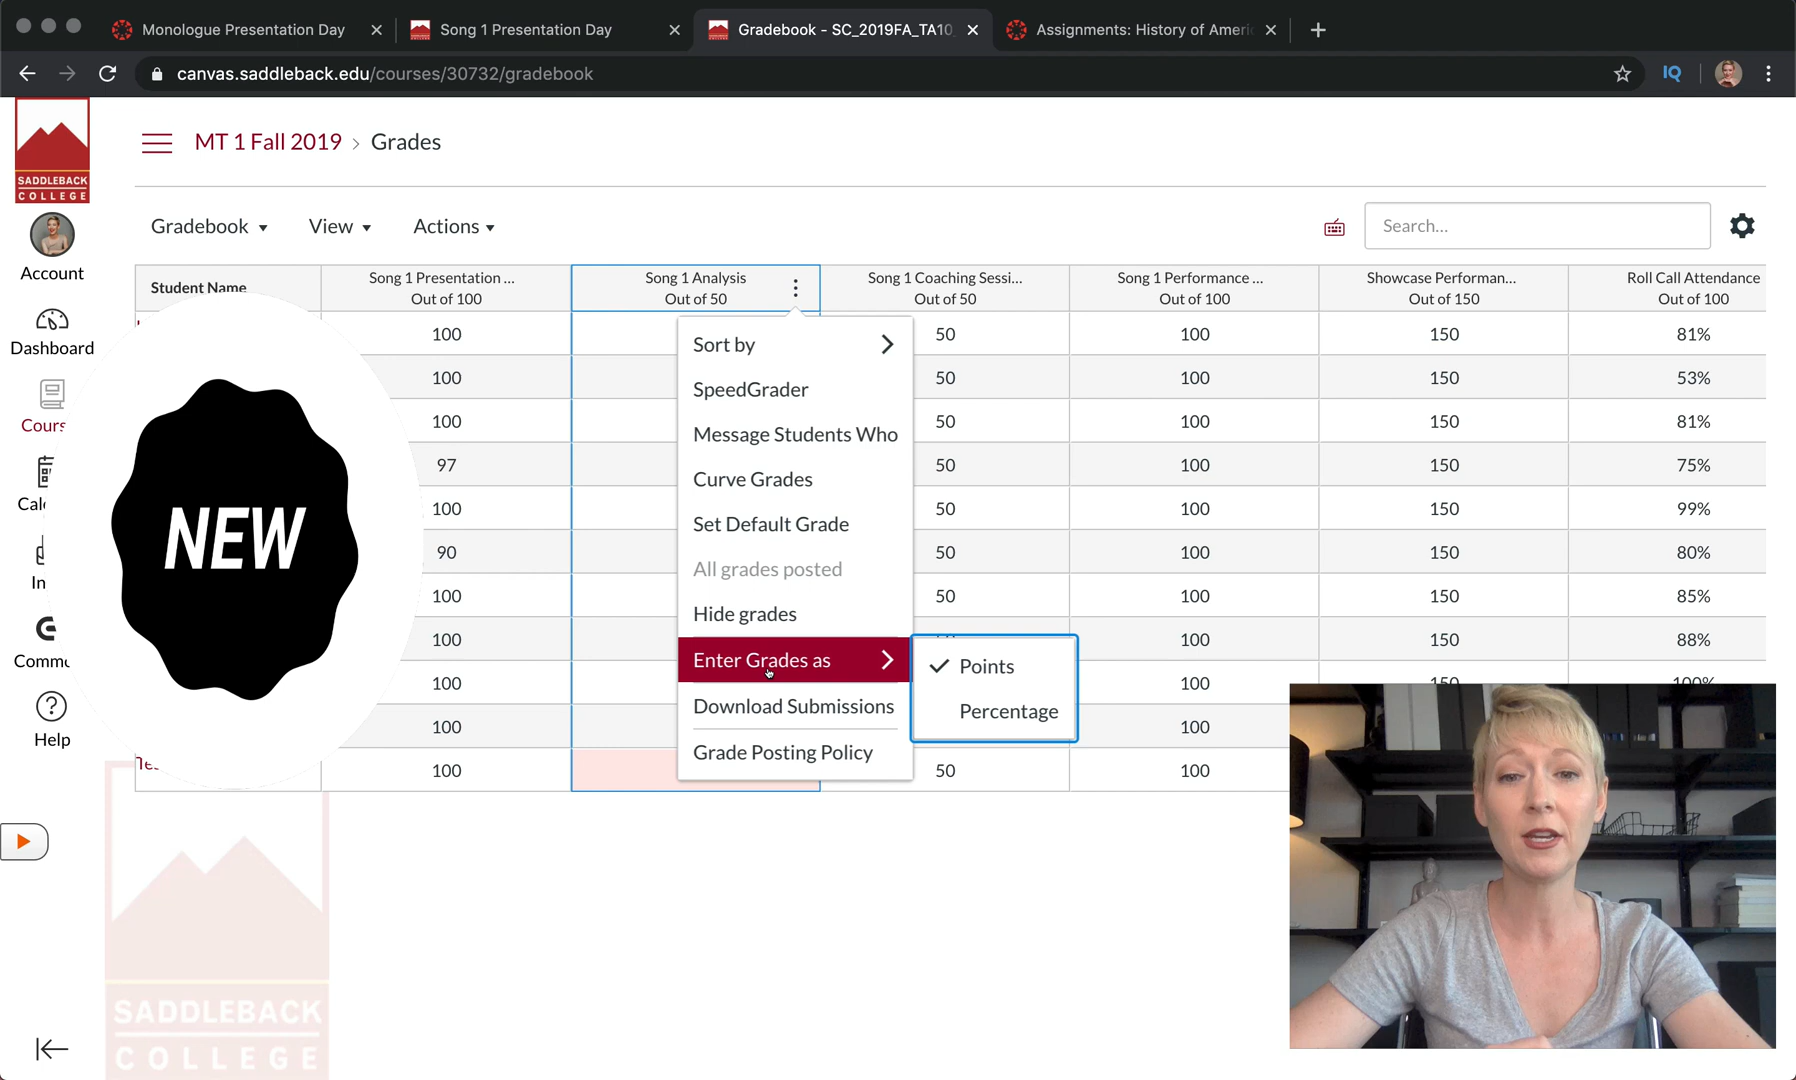 Monologue Presentation Day
Song 1 Presentation Day
Gradebook - SC_2019FA_TA10
Assignments: History of Ameri
canvas.saddleback.edu/courses/30732/gradebook
IQ
SADDLEBACK
COLLEGE
MT 1 Fall 2019 › Grades
Account
Dashboard
Cours
Cale
In
Commo
Help
Gradebook
View
Actions
Search...
Student Name
Song 1 Presentation ...
Out of 100
Song 1 Analysis
Out of 50
Song 1 Coaching Sessi...
Out of 50
Song 1 Performance ...
Out of 100
Showcase Performan...
Out of 150
Roll Call Attendance
Out of 100
100 50 100 150 81%
100 50 100 150 53%
100 50 100 150 81%
97 50 100 150 75%
100 50 100 150 99%
90 50 100 150 80%
100 50 100 150 85%
100 100 150 88%
100 100 150 100%
100 100
100 50 100
Sort by
SpeedGrader
Message Students Who
Curve Grades
Set Default Grade
All grades posted
Hide grades
Enter Grades as
Download Submissions
Grade Posting Policy
Points
Percentage
NEW
SADDLEBACK
COLLEGE